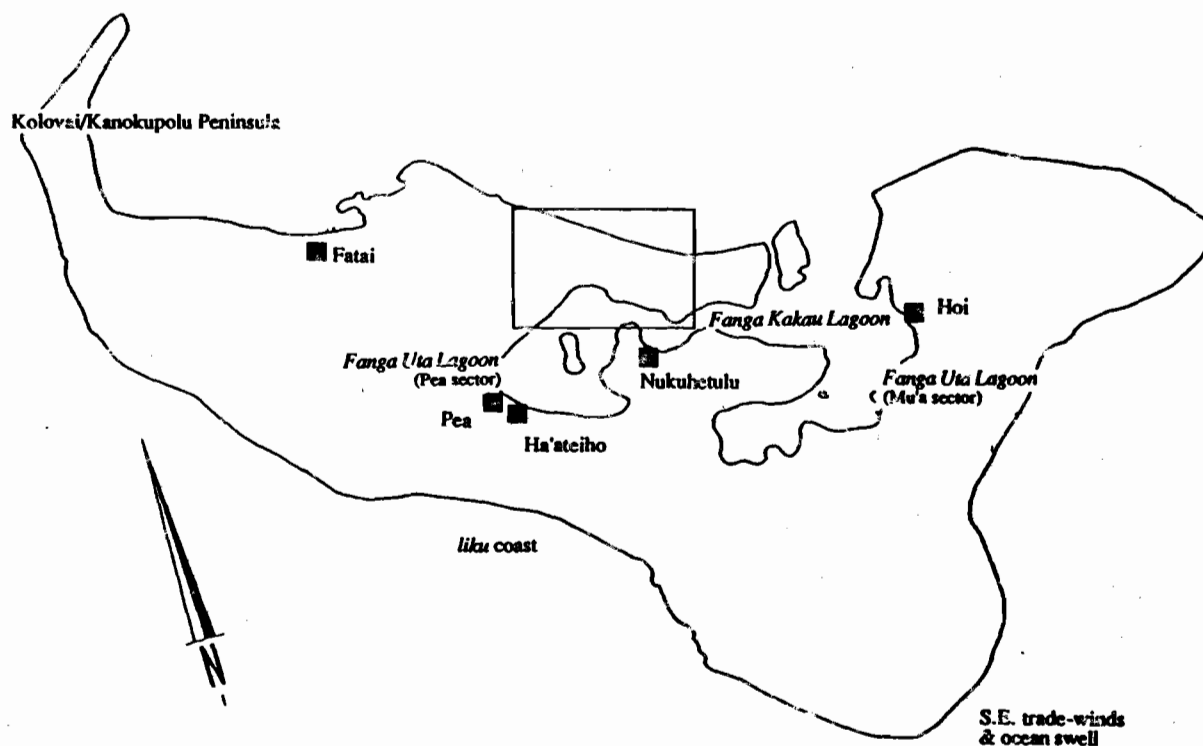 Kolovai/Kanokupolu Peninsula
Fatai
Hoi
Fanga Kakau Lagoon
Fanga Uta Lagoon
(Pea sector)
Nukuhetulu
Fanga Uta Lagoon
(Mu'a sector)
Pea
Ha'ateiho
liku coast
N
S.E. trade-winds
& ocean swell